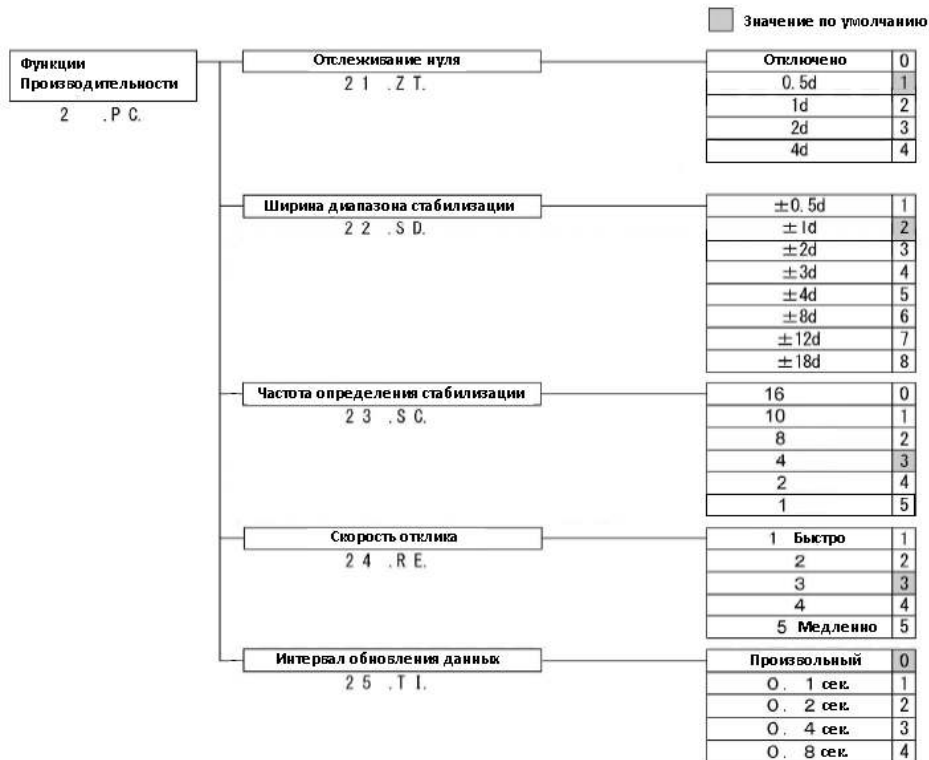 Значение по умолчанию
Функции
Производительности
2 .P C.
Отслеживание нуля
2 1 .Z T.
Отключено 0
0. 5d 1
1d 2
2d 3
4d 4
Ширина диапазона стабилизации
2 2 .S D.
±0. 5d 1
±1d 2
±2d 3
±3d 4
±4d 5
±8d 6
±12d 7
±18d 8
Частота определения стабилизации
2 3 .S C.
16 0
10 1
8 2
4 3
2 4
1 5
Скорость отклика
2 4 .R E.
1 Быстро 1
2 2
3 3
4 4
5 Медленно 5
Интервал обновления данных
2 5 .T I.
Произвольный 0
0. 1 сек. 1
0. 2 сек. 2
0. 4 сек. 3
0. 8 сек. 4